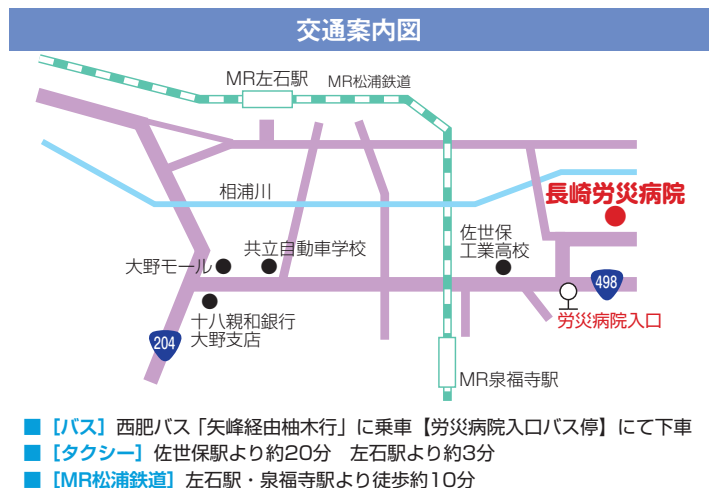 交通案内図
MR左石駅
MR松浦鉄道
相浦川
長崎労災病院
佐世保
工業高校
共立自動車学校
大野モール
498
十八親和銀行
大野支店
労災病院入口
204
MR泉福寺駅
■［バス］西肥バス「矢峰経由柚木行」に乗車【労災病院入口バス停】にて下車
■［タクシー］佐世保駅より約20分　左石駅より約3分
■［MR松浦鉄道］左石駅・泉福寺駅より徒歩約10分